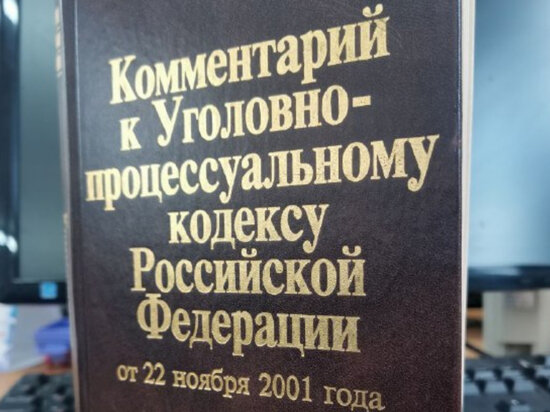 Комментарий
к Уголовно-
процессуальному
кодексу
Российской
Федерации
от 22 ноября 2001 года